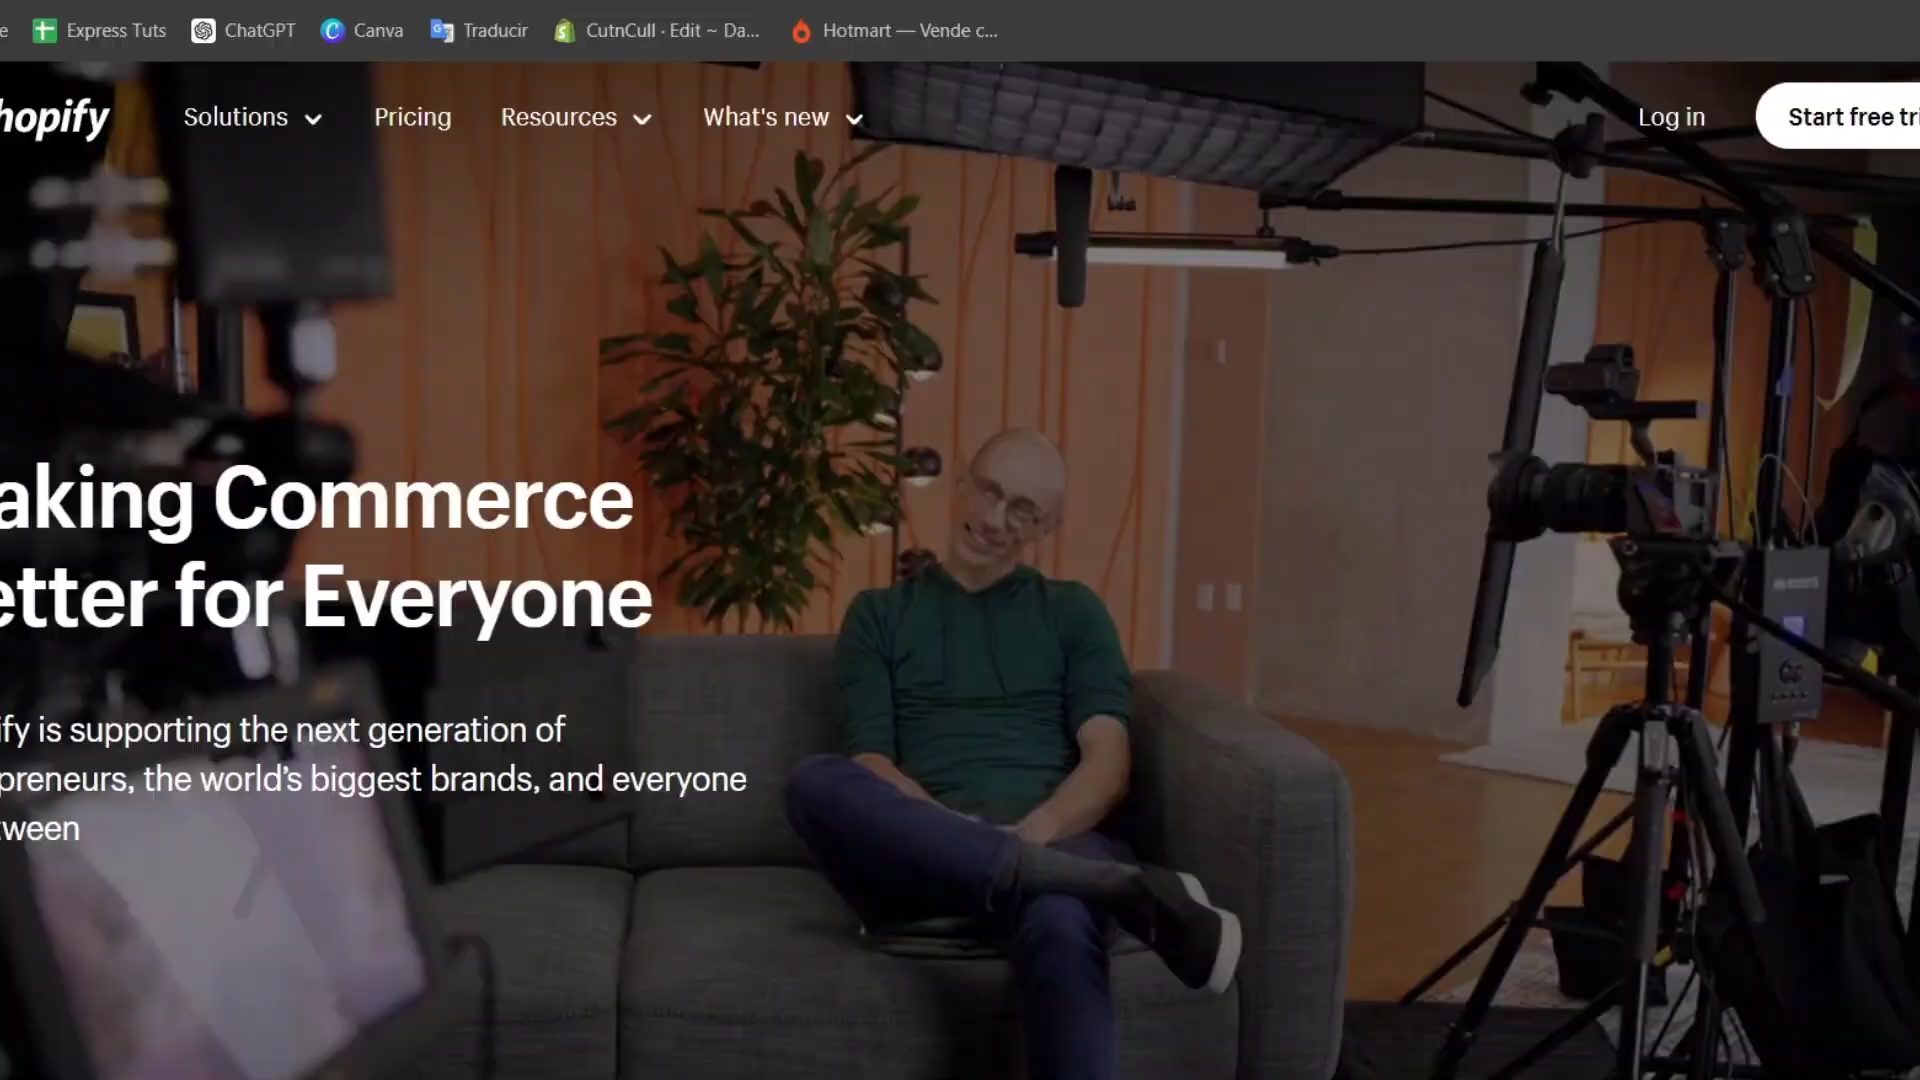 e Express Tuts ChatGPT Canva Traducir CutnCull · Edit ~ Da... Hotmart — Vende c...
hopify Solutions Pricing Resources What's new Log in Start free tri
aking Commerce
etter for Everyone
ify is supporting the next generation of
preneurs, the world's biggest brands, and everyone
tween